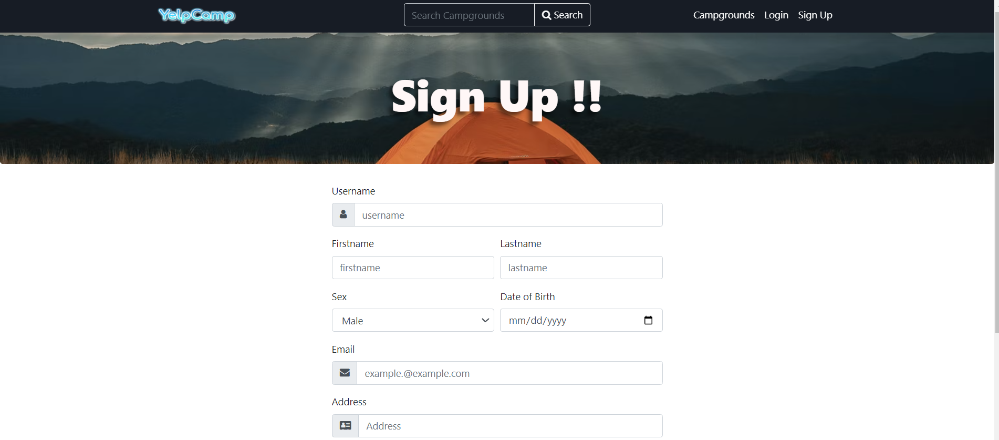 YelpCamp Search Campgrounds Search Campgrounds Login Sign Up
Sign Up !!
Username
username
Firstname Lastname
firstname lastname
Sex Date of Birth
Male mm/dd/yyyy
Email
example.@example.com
Address
Address